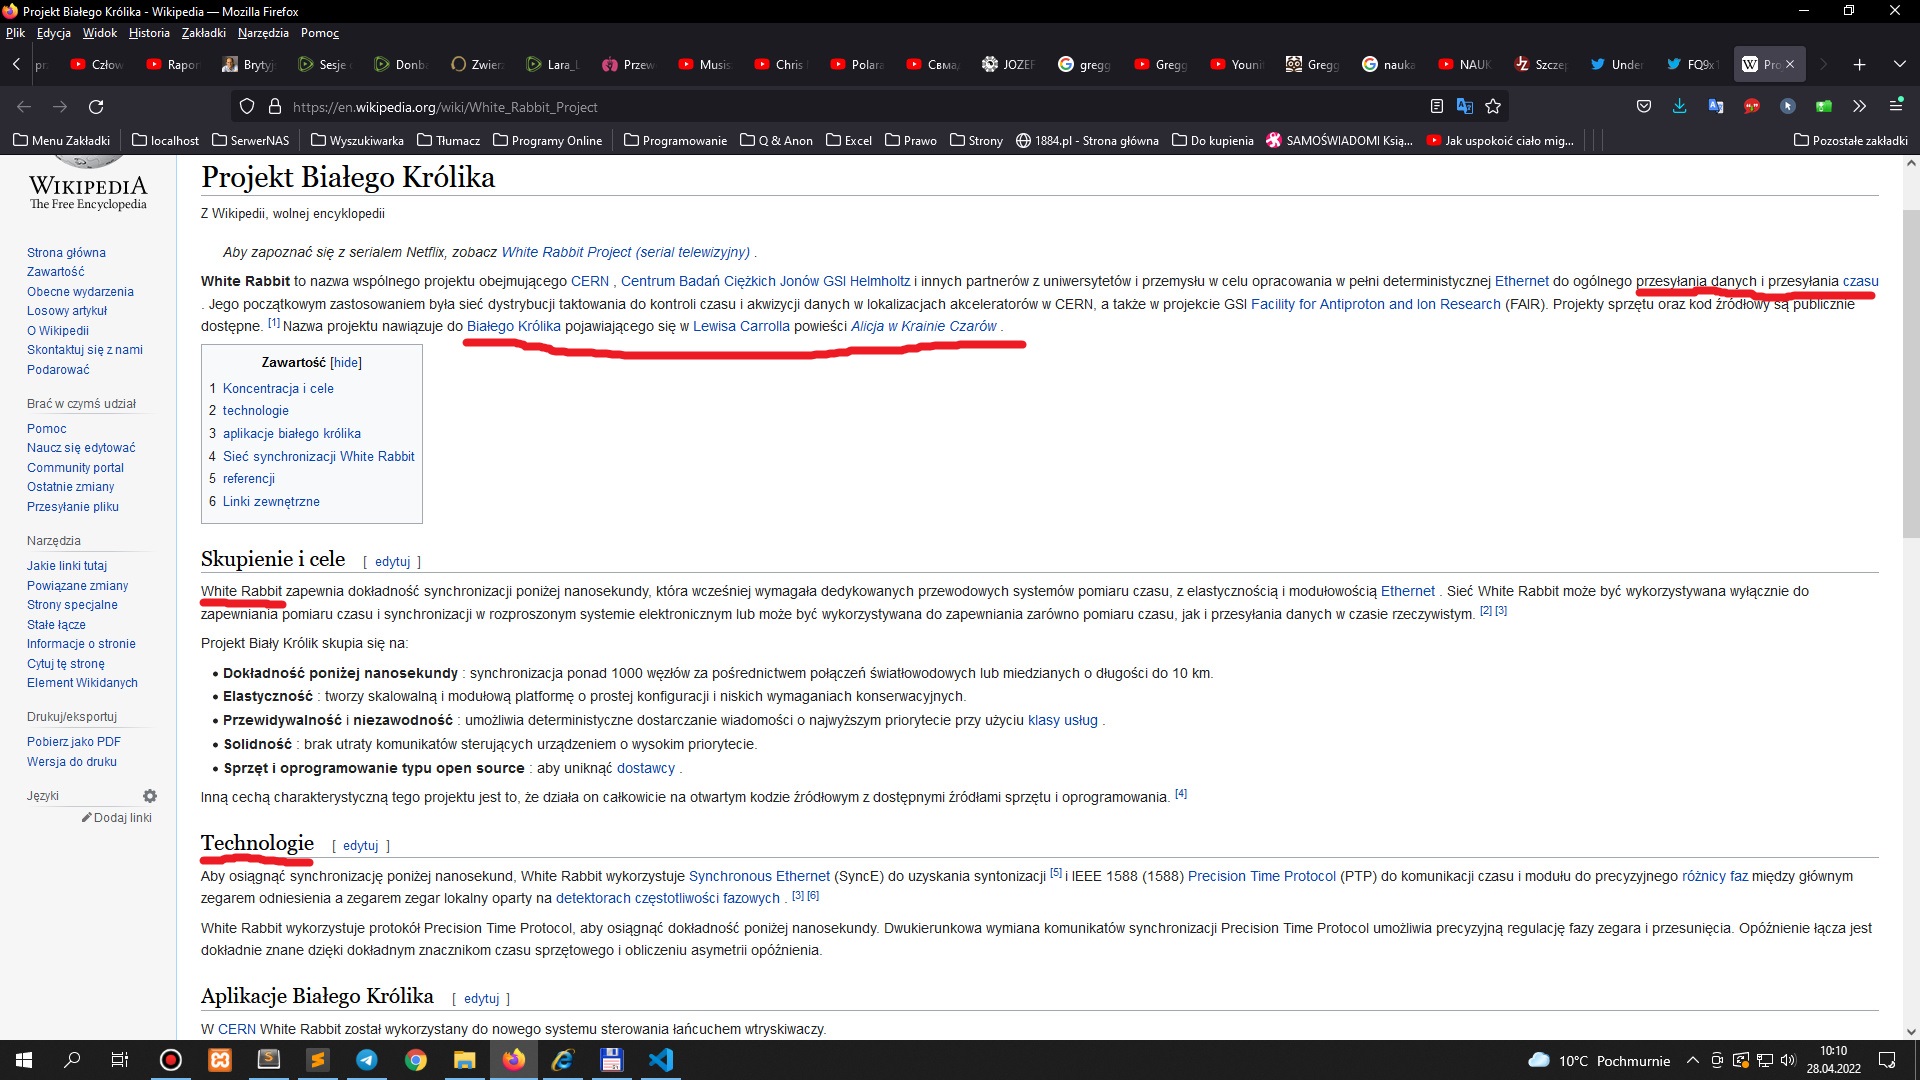 Projekt Białego Królika - Wikipedia — Mozilla Firefox
Plik Edycja Widok Historia Zakładki Narzędzia Pomoc
Człow Rapor Brytyj Sesje Donb Zwierz Lara_L Przew Musis Chris Polara Свма JOZEF gregg Gregg Younit Gregg nauka NAUK Szczep Under FQ9x1 Proj
https://en.wikipedia.org/wiki/White_Rabbit_Project
Menu Zakładki localhost SerwerNAS Wyszukiwarka Tłumacz Programy Online Programowanie Q & Anon Excel Prawo Strony 1884.pl - Strona główna Do kupienia SAMOŚWIADOMI Ksią... Jak uspokoić ciało mig... Pozostałe zakładki
WIKIPEDIA
The Free Encyclopedia
Strona główna
Zawartość
Obecne wydarzenia
Losowy artykuł
O Wikipedii
Skontaktuj się z nami
Podarować
Brać w czymś udział
Pomoc
Naucz się edytować
Community portal
Ostatnie zmiany
Przesyłanie pliku
Narzędzia
Jakie linki tutaj
Powiązane zmiany
Strony specjalne
Stałe łącze
Informacje o stronie
Cytuj tę stronę
Element Wikidanych
Drukuj/eksportuj
Pobierz jako PDF
Wersja do druku
Języki
Dodaj linki
Projekt Białego Królika
Z Wikipedii, wolnej encyklopedii
Aby zapoznać się z serialem Netflix, zobacz White Rabbit Project (serial telewizyjny) .
White Rabbit to nazwa wspólnego projektu obejmującego CERN , Centrum Badań Ciężkich Jonów GSI Helmholtz i innych partnerów z uniwersytetów i przemysłu w celu opracowania w pełni deterministycznej Ethernet do ogólnego przesyłania danych i przesyłania czasu
. Jego początkowym zastosowaniem była sieć dystrybucji taktowania do kontroli czasu i akwizycji danych w lokalizacjach akceleratorów w CERN, a także w projekcie GSI Facility for Antiproton and Ion Research (FAIR). Projekty sprzętu oraz kod źródłowy są publicznie
dostępne. [1] Nazwa projektu nawiązuje do Białego Królika pojawiającego się w Lewisa Carrolla powieści Alicja w Krainie Czarów .
Zawartość [hide]
1 Koncentracja i cele
2 technologie
3 aplikacje białego królika
4 Sieć synchronizacji White Rabbit
5 referencji
6 Linki zewnętrzne
Skupienie i cele [ edytuj ]
White Rabbit zapewnia dokładność synchronizacji poniżej nanosekundy, która wcześniej wymagała dedykowanych przewodowych systemów pomiaru czasu, z elastycznością i modułowością Ethernet . Sieć White Rabbit może być wykorzystywana wyłącznie do
zapewniania pomiaru czasu i synchronizacji w rozproszonym systemie elektronicznym lub może być wykorzystywana do zapewniania zarówno pomiaru czasu, jak i przesyłania danych w czasie rzeczywistym. [2] [3]
Projekt Biały Królik skupia się na:
• Dokładność poniżej nanosekundy : synchronizacja ponad 1000 węzłów za pośrednictwem połączeń światłowodowych lub miedzianych o długości do 10 km.
• Elastyczność : tworzy skalowalną i modułową platformę o prostej konfiguracji i niskich wymaganiach konserwacyjnych.
• Przewidywalność i niezawodność : umożliwia deterministyczne dostarczanie wiadomości o najwyższym priorytecie przy użyciu klasy usług .
• Solidność : brak utraty komunikatów sterujących urządzeniem o wysokim priorytecie.
• Sprzęt i oprogramowanie typu open source : aby uniknąć dostawcy .
Inną cechą charakterystyczną tego projektu jest to, że działa on całkowicie na otwartym kodzie źródłowym z dostępnymi źródłami sprzętu i oprogramowania. [4]
Technologie [ edytuj ]
Aby osiągnąć synchronizację poniżej nanosekund, White Rabbit wykorzystuje Synchronous Ethernet (SyncE) do uzyskania syntonizacji [5] i IEEE 1588 (1588) Precision Time Protocol (PTP) do komunikacji czasu i modułu do precyzyjnego różnicy faz między głównym
zegarem odniesienia a zegarem zegar lokalny oparty na detektorach częstotliwości fazowych . [3] [6]
White Rabbit wykorzystuje protokół Precision Time Protocol, aby osiągnąć dokładność poniżej nanosekundy. Dwukierunkowa wymiana komunikatów synchronizacji Precision Time Protocol umożliwia precyzyjną regulację fazy zegara i przesunięcia. Opóźnienie łącza jest
dokładnie znane dzięki dokładnym znacznikom czasu sprzętowego i obliczeniu asymetrii opóźnienia.
Aplikacje Białego Królika [ edytuj ]
W CERN White Rabbit został wykorzystany do nowego systemu sterowania łańcuchem wtryskiwaczy.
10°C Pochmurnie
10:10
28.04.2022